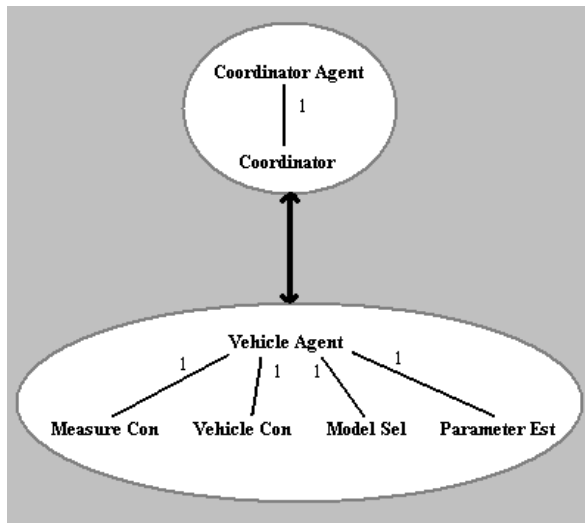 Coordinator Agent
1
Coordinator
Vehicle Agent
1 1 1 1
Measure Con Vehicle Con Model Sel Parameter Est